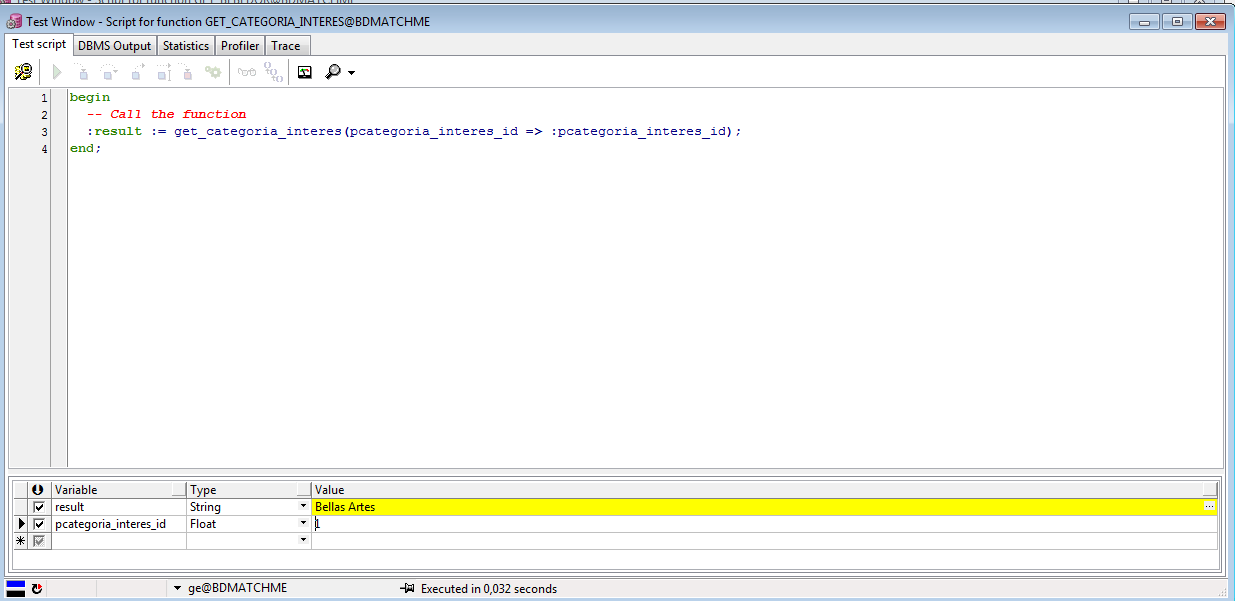 Test Window - Script for function GET_CATEGORIA_INTERES@BDMATCHME
Test script DBMS Output Statistics Profiler Trace
1 begin
2 -- Call the function
3 :result := get_categoria_interes(pcategoria_interes_id => :pcategoria_interes_id);
4 end;
Variable Type Value
result String Bellas Artes
pcategoria_interes_id Float 1
ge@BDMATCHME Executed in 0,032 seconds